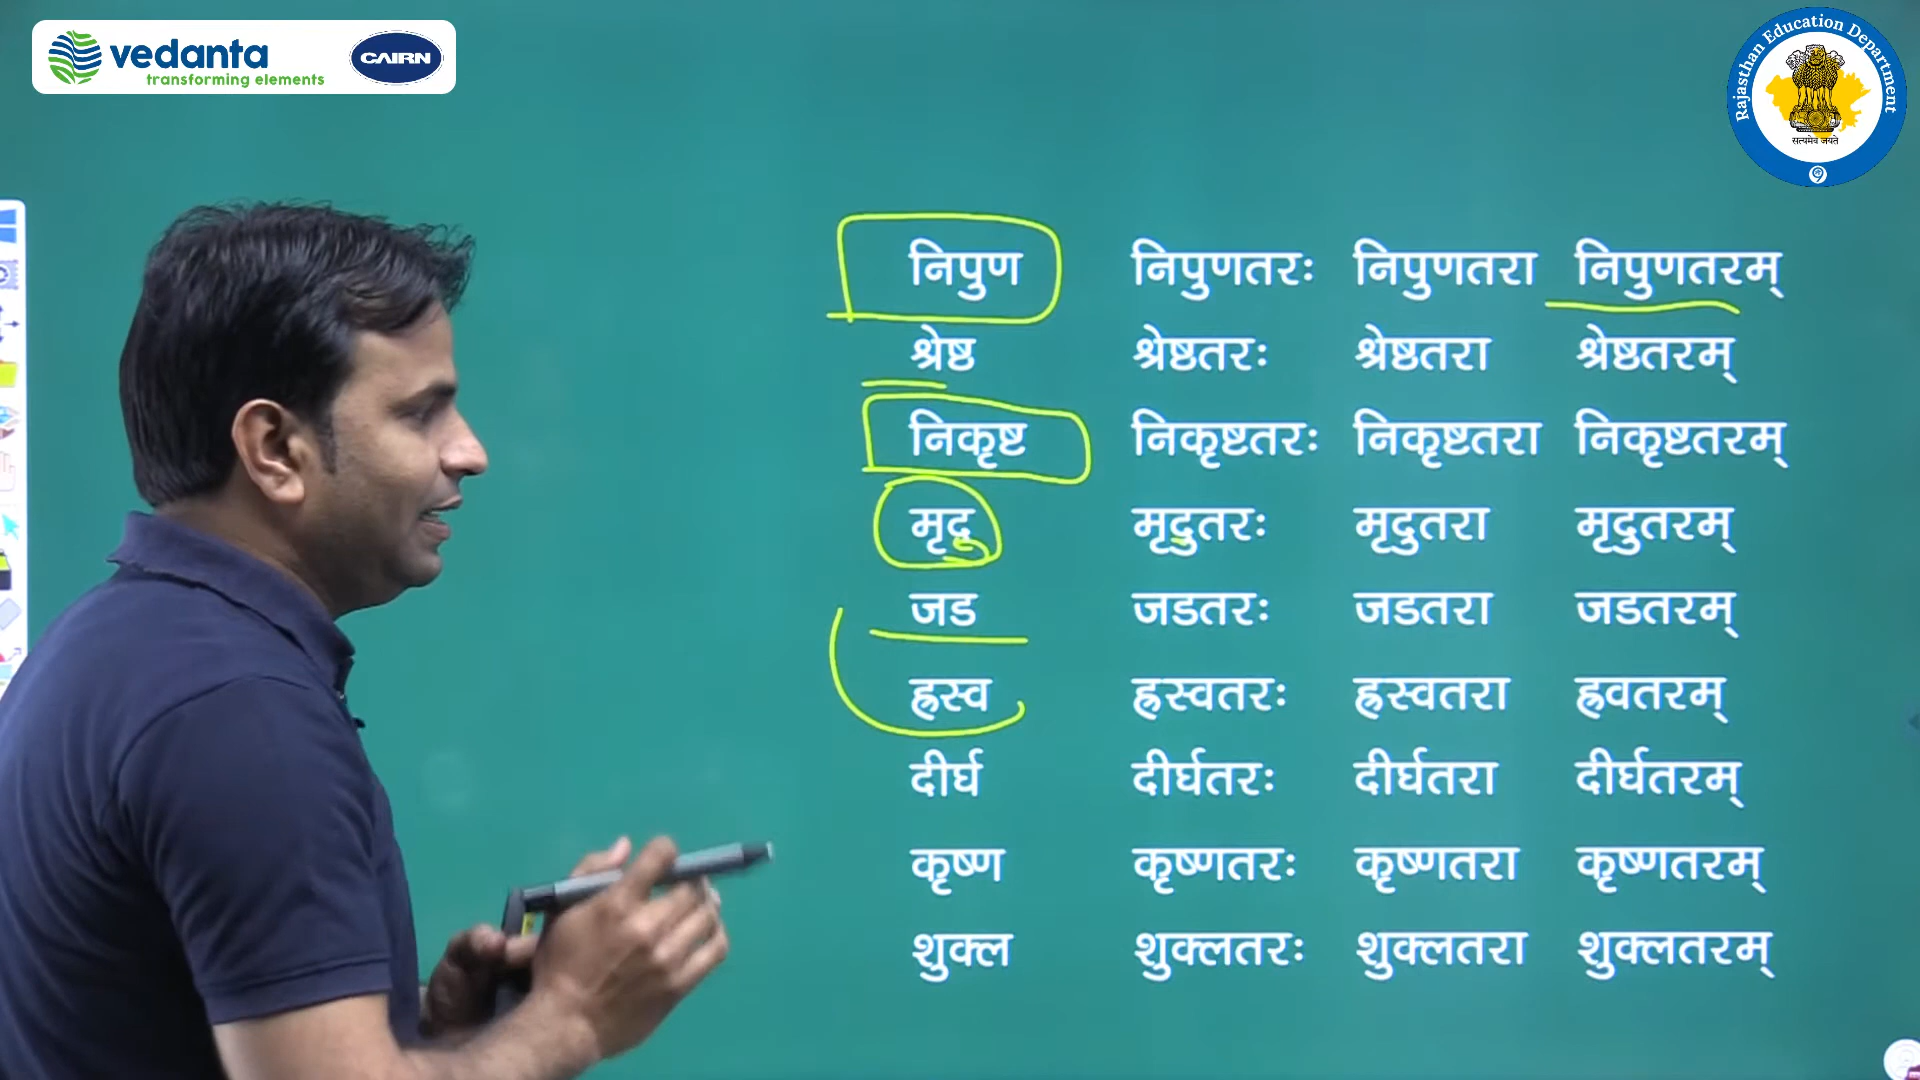 vedanta
transforming elements
CAIRN
Rajasthan Education Department
सत्यमेव जयते
निपुण निपुणतरः निपुणतरा निपुणतरम्
श्रेष्ठ श्रेष्ठतरः श्रेष्ठतरा श्रेष्ठतरम्
निकृष्ट निकृष्टतरः निकृष्टतरा निकृष्टतरम्
मृदु मृदुतरः मृदुतरा मृदुतरम्
जड जडतरः जडतरा जडतरम्
ह्रस्व ह्रस्वतरः ह्रस्वतरा ह्रवतरम्
दीर्घ दीर्घतरः दीर्घतरा दीर्घतरम्
कृष्ण कृष्णतरः कृष्णतरा कृष्णतरम्
शुक्ल शुक्लतरः शुक्लतरा शुक्लतरम्